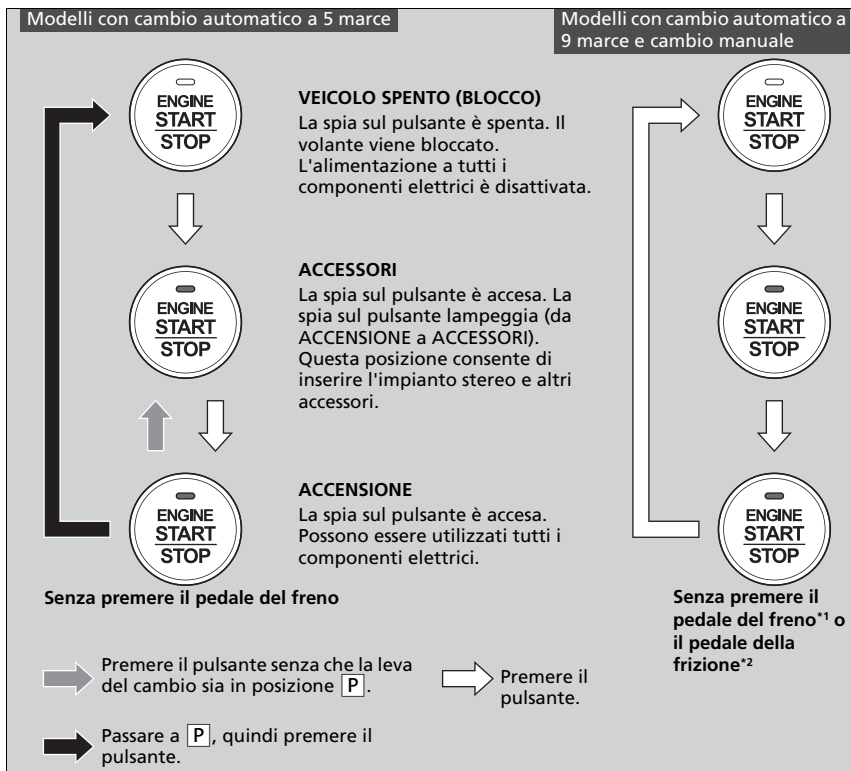 Modelli con cambio automatico a 5 marce
Modelli con cambio automatico a
9 marce e cambio manuale
ENGINE
START
STOP
VEICOLO SPENTO (BLOCCO)
La spia sul pulsante è spenta. Il
volante viene bloccato.
L'alimentazione a tutti i
componenti elettrici è disattivata.
ENGINE
START
STOP
ENGINE
START
STOP
ACCESSORI
La spia sul pulsante è accesa. La
spia sul pulsante lampeggia (da
ACCENSIONE a ACCESSORI).
Questa posizione consente di
inserire l'impianto stereo e altri
accessori.
ENGINE
START
STOP
ENGINE
START
STOP
ACCENSIONE
La spia sul pulsante è accesa.
Possono essere utilizzati tutti i
componenti elettrici.
ENGINE
START
STOP
Senza premere il pedale del freno
Senza premere il
pedale del freno*1 o
il pedale della
frizione*2
Premere il pulsante senza che la leva
del cambio sia in posizione P.
Premere il
pulsante.
Passare a P, quindi premere il
pulsante.